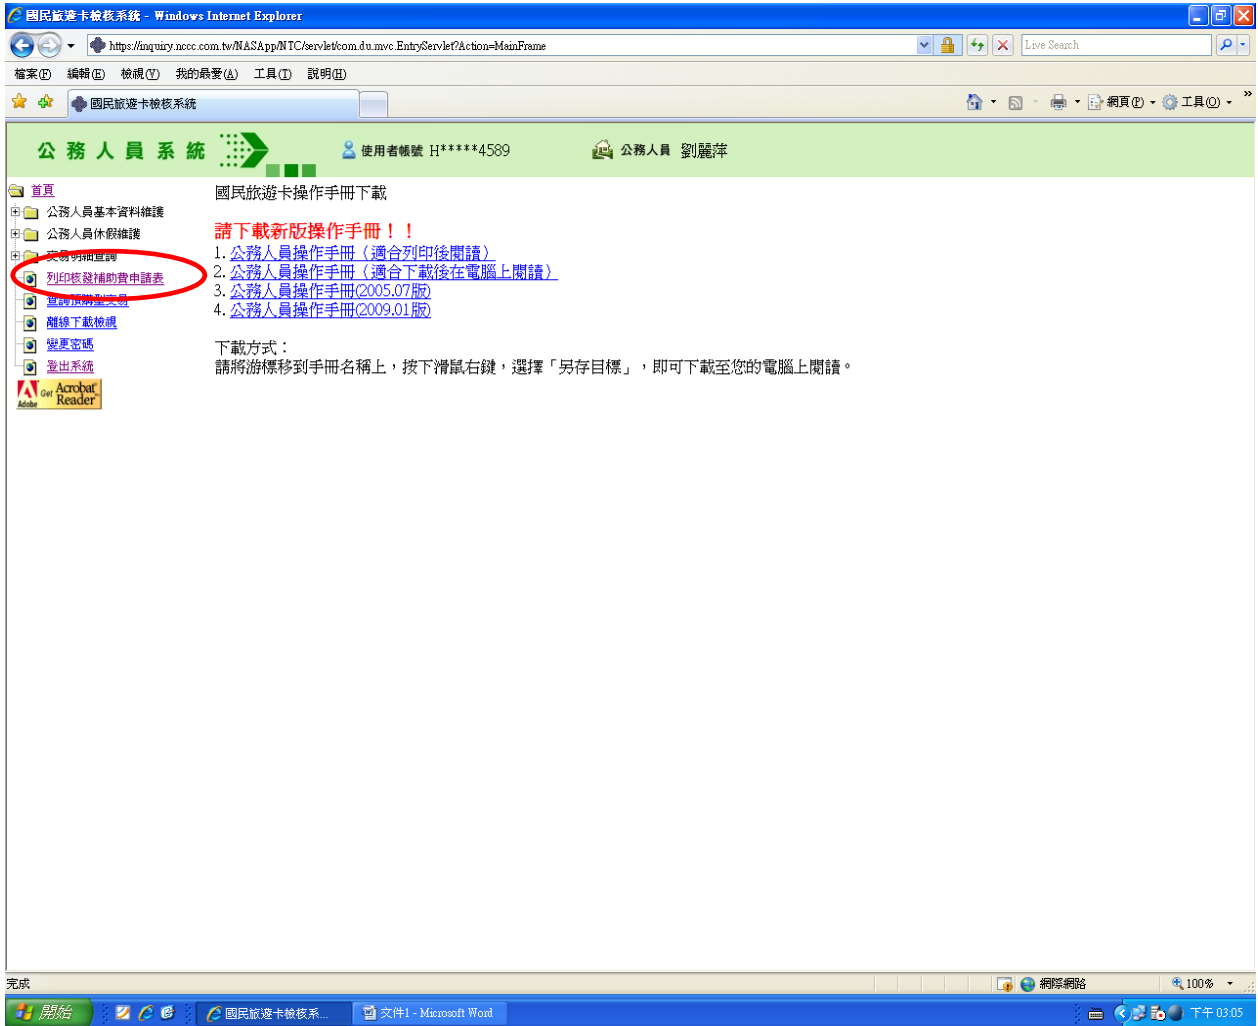 國民旅遊卡檢核系統 - Windows Internet Explorer
https://inquiry.nccc.com.tw/NASApp/NTC/servlet/com.du.mvc.EntryServlet?Action=MainFrame
Live Search
檔案(F) 編輯(E) 檢視(V) 我的最愛(A) 工具(T) 說明(H)
國民旅遊卡檢核系統
網頁(P) 工具(O) »
公務人員系統
使用者帳號 H*****4589
公務人員 劉麗萍
首頁
公務人員基本資料維護
公務人員休假維護
交易明細查詢
列印核發補助費申請表
查詢預購型交易
離線下載檢視
變更密碼
登出系統
Adobe Get Acrobat Reader
國民旅遊卡操作手冊下載
請下載新版操作手冊！！
1. 公務人員操作手冊（適合列印後閱讀）
2. 公務人員操作手冊（適合下載後在電腦上閱讀）
3. 公務人員操作手冊(2005.07版)
4. 公務人員操作手冊(2009.01版)
下載方式：
請將游標移到手冊名稱上，按下滑鼠右鍵，選擇「另存目標」，即可下載至您的電腦上閱讀。
完成
網際網路
100%
開始
國民旅遊卡檢核系...
文件1 - Microsoft Word
下午 03:05